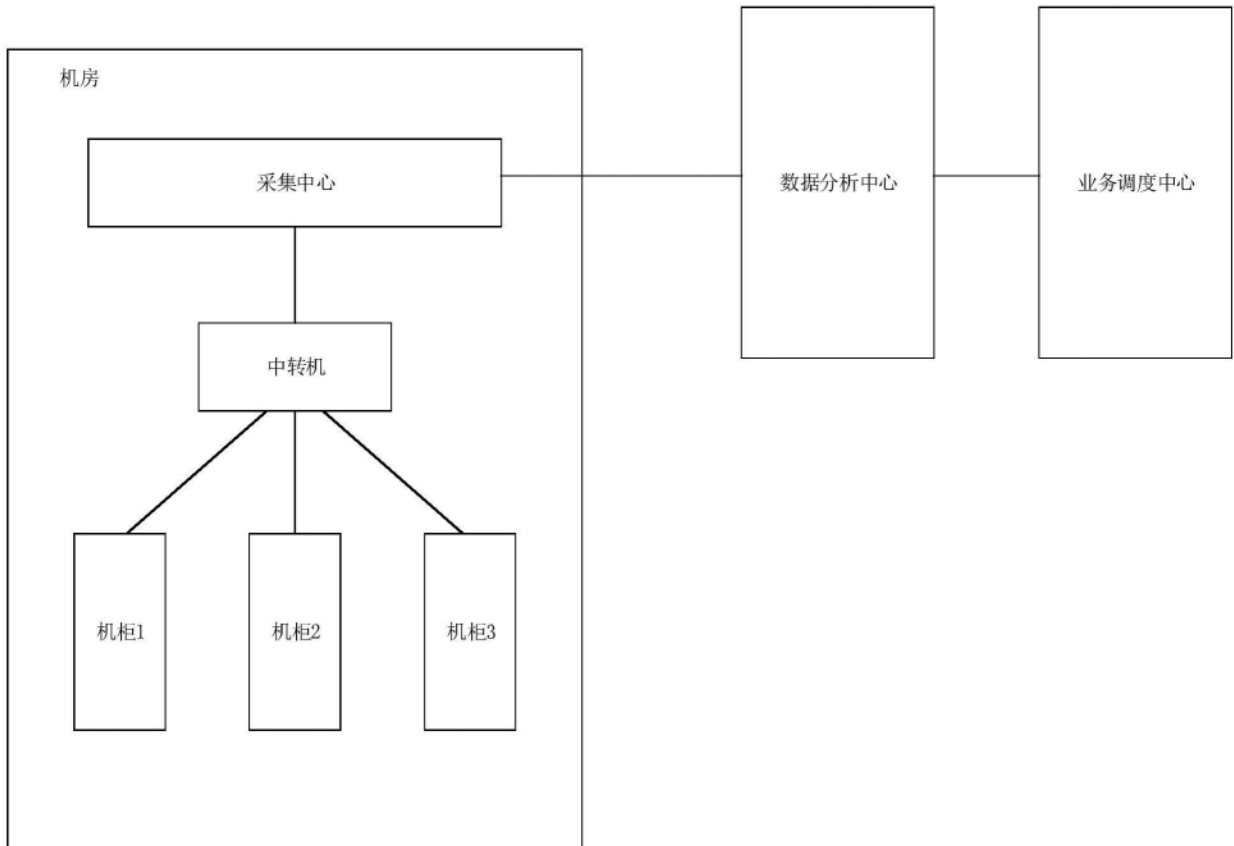 机房
采集中心
数据分析中心
业务调度中心
中转机
机柜1
机柜2
机柜3